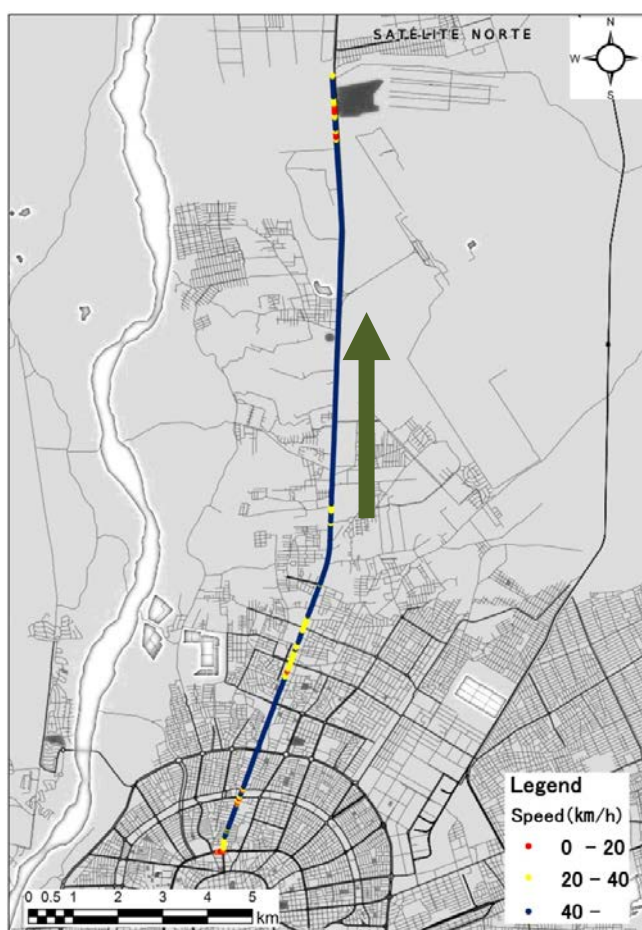 SATÉLITE NORTE
N
W E
S
Legend
Speed(km/h)
0 - 20
20 - 40
40 -
0 0.5 1 2 3 4 5
km